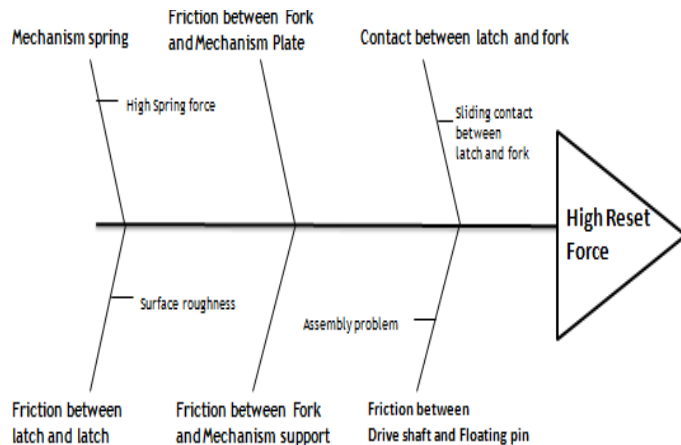 Mechanism spring
Friction between Fork
and Mechanism Plate
Contact between latch and fork
High Spring force
Sliding contact
between
latch and fork
High Reset
Force
Surface roughness
Assembly problem
Friction between
latch and latch
Friction between Fork
and Mechanism support
Friction between
Drive shaft and Floating pin